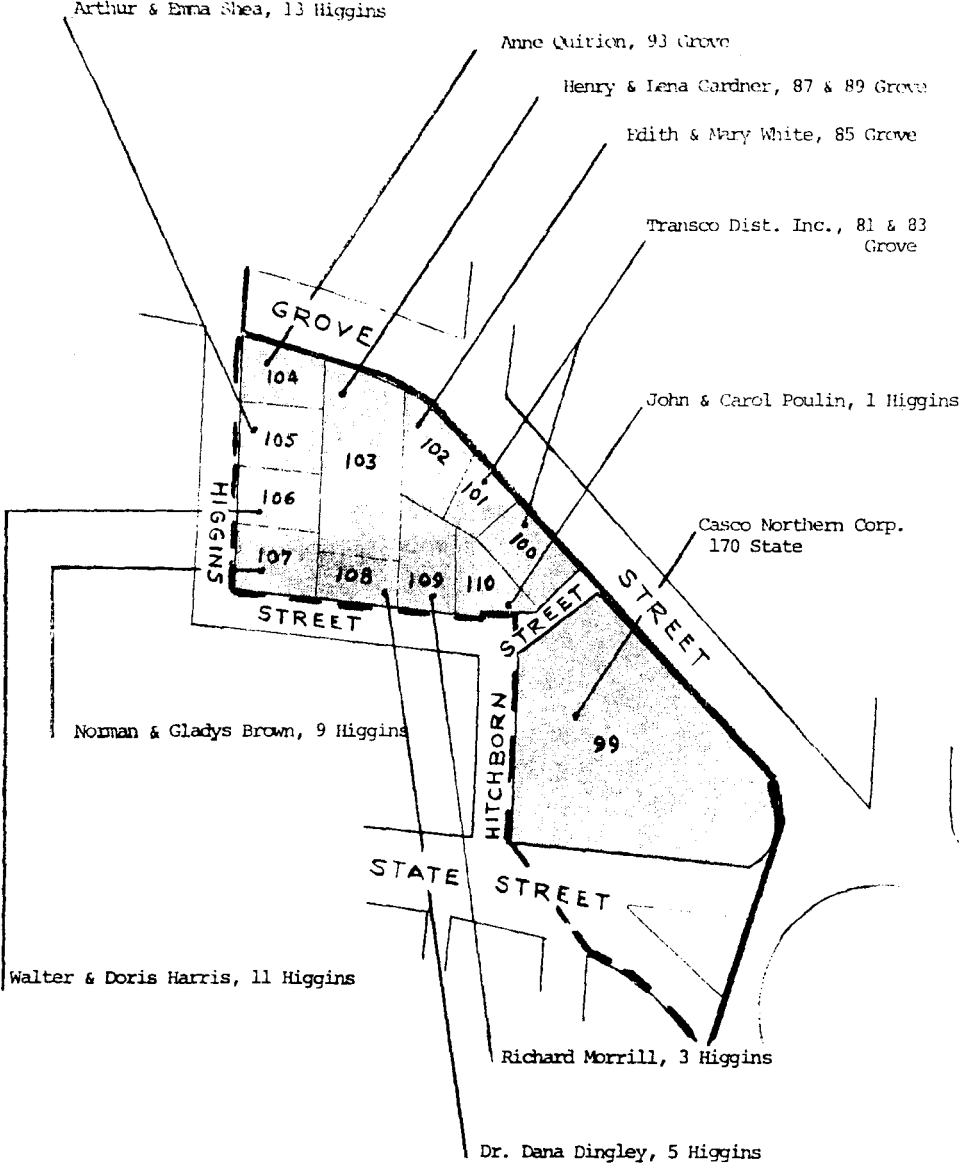 Arthur & Emma Shea, 13 Higgins
Anne Quirion, 93 Grove
Henry & Lena Gardner, 87 & 89 Grove
Edith & Mary White, 85 Grove
Transco Dist. Inc., 81 & 83
Grove
GROVE
104
John & Carol Poulin, 1 Higgins
105
103
102
101
106
100
HIGGINS
Casco Northern Corp.
170 State
107
108
109
110
STREET
STREET
STREET
Norman & Gladys Brown, 9 Higgins
99
HITCHBORN
STATE STREET
Walter & Doris Harris, 11 Higgins
Richard Morrill, 3 Higgins
Dr. Dana Dingley, 5 Higgins